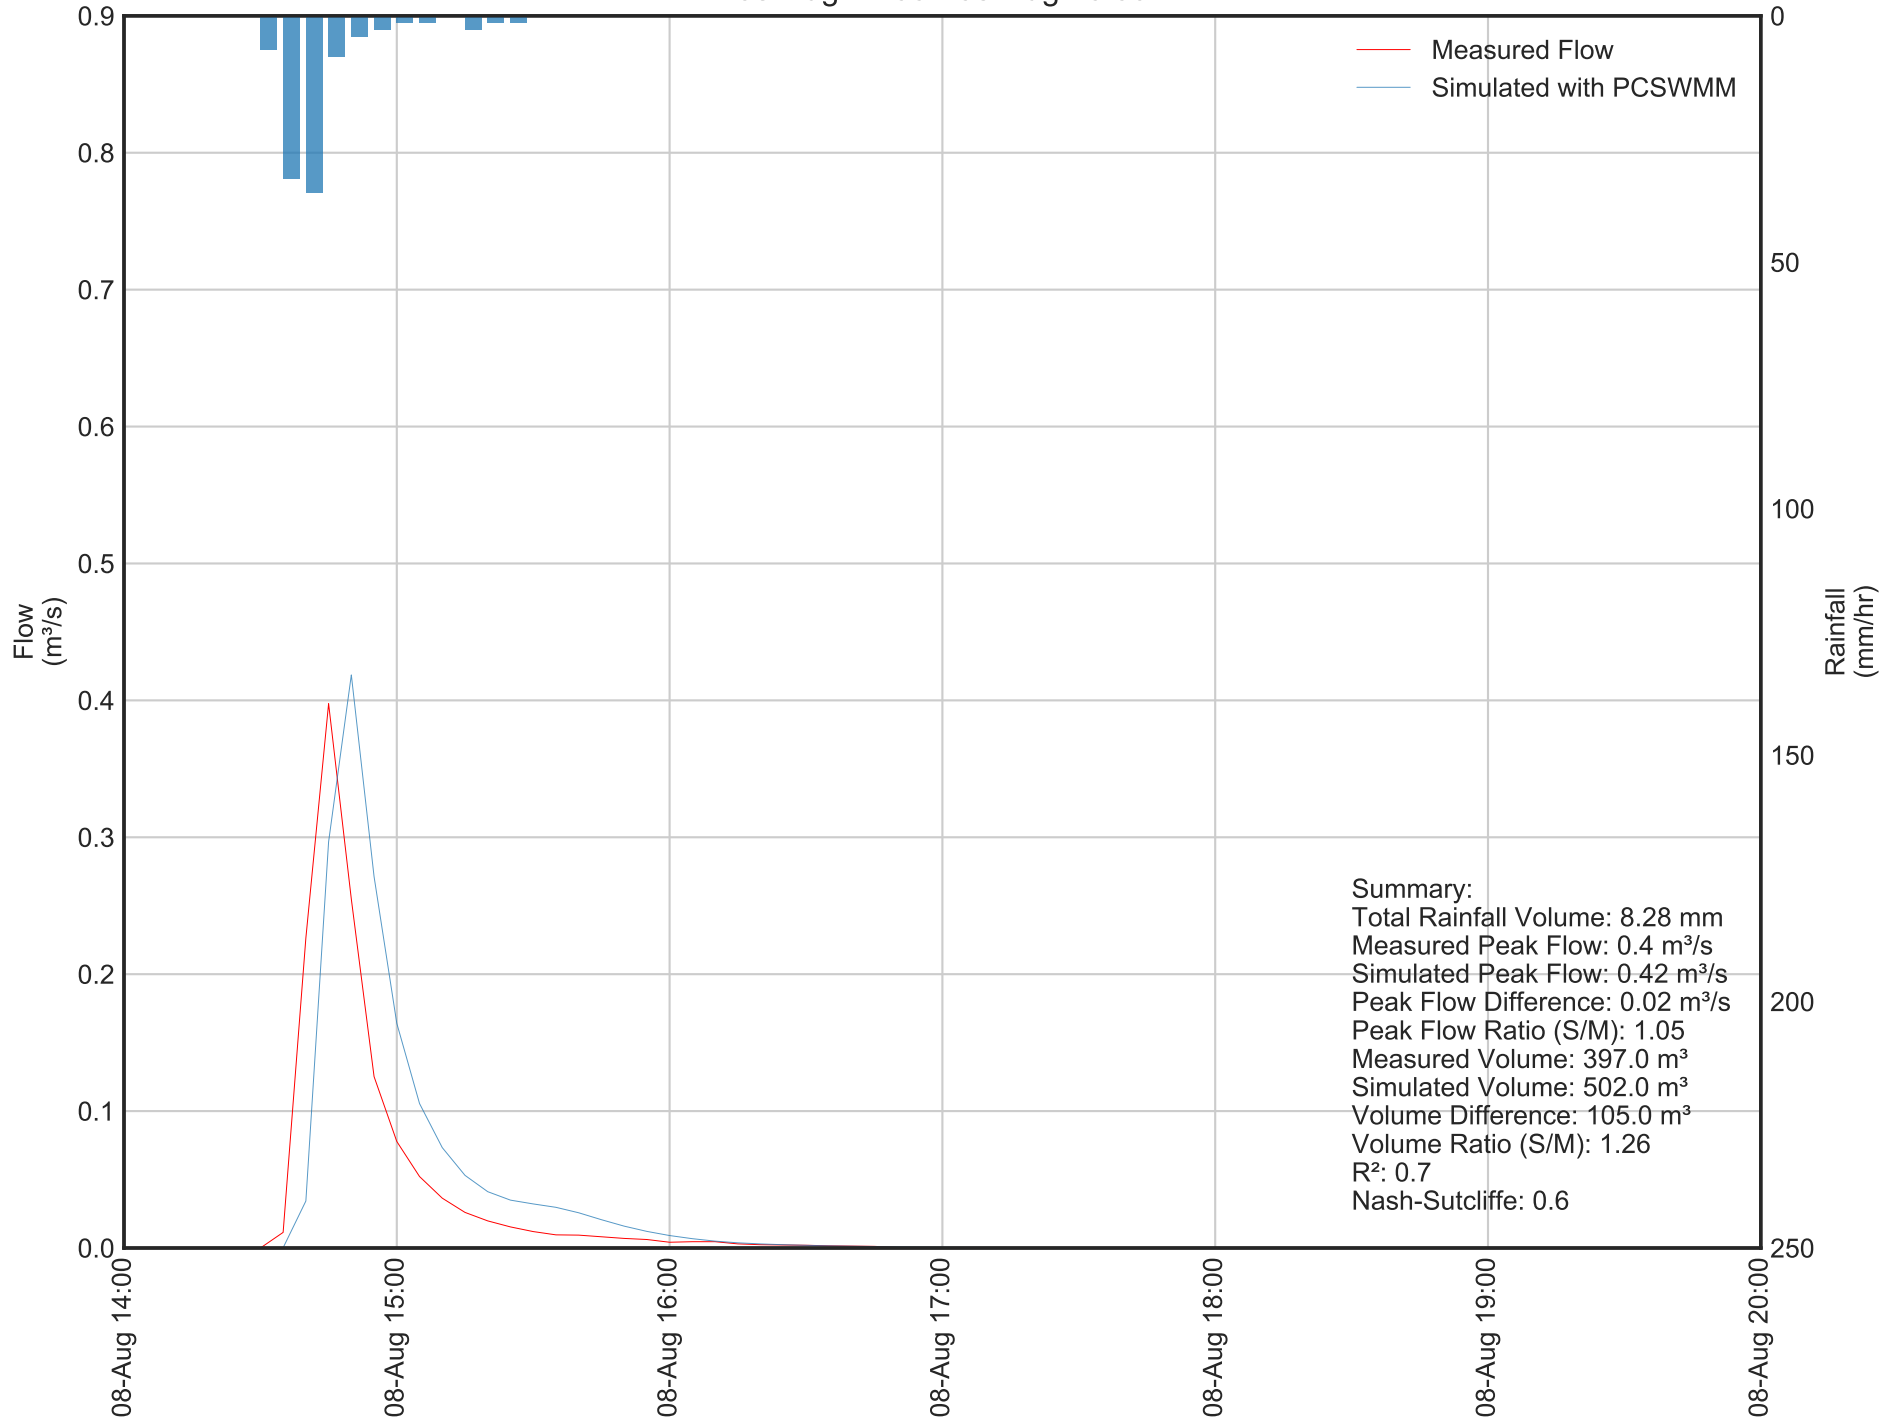 0.9
0.8
0.7
0.6
0.5
0.4
0.3
0.2
0.1
0.0
Flow
(m³/s)
0
50
100
150
200
250
Rainfall
(mm/hr)
Measured Flow
Simulated with PCSWMM
Summary:
Total Rainfall Volume: 8.28 mm
Measured Peak Flow: 0.4 m³/s
Simulated Peak Flow: 0.42 m³/s
Peak Flow Difference: 0.02 m³/s
Peak Flow Ratio (S/M): 1.05
Measured Volume: 397.0 m³
Simulated Volume: 502.0 m³
Volume Difference: 105.0 m³
Volume Ratio (S/M): 1.26
R²: 0.7
Nash-Sutcliffe: 0.6
08-Aug 14:00
08-Aug 15:00
08-Aug 16:00
08-Aug 17:00
08-Aug 18:00
08-Aug 19:00
08-Aug 20:00